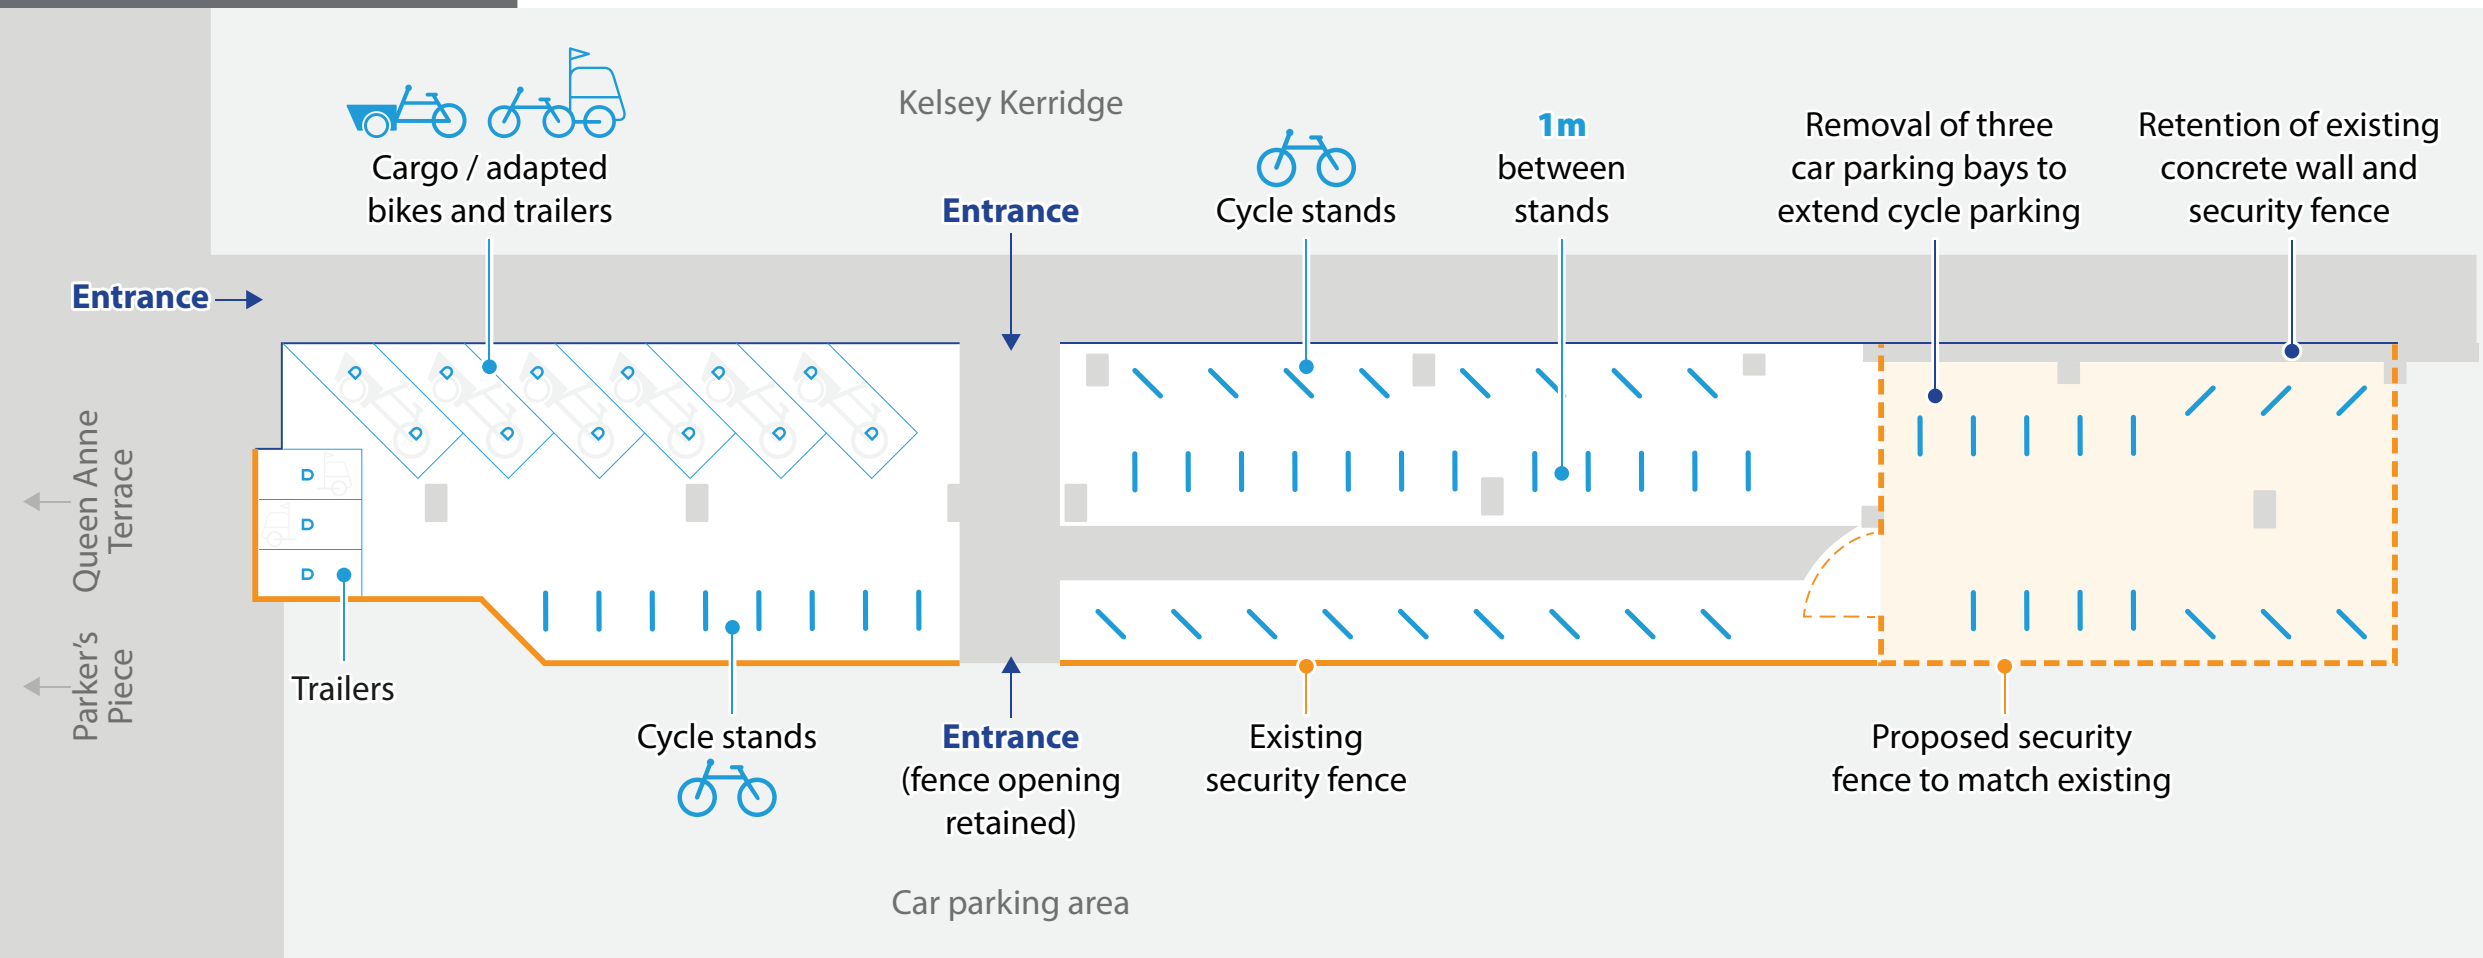 Kelsey Kerridge
Cargo / adapted
bikes and trailers
Entrance
Cycle stands
1m
between
stands
Removal of three
car parking bays to
extend cycle parking
Retention of existing
concrete wall and
security fence
Entrance
Queen Anne
Terrace
Parker's
Piece
Trailers
Cycle stands
Entrance
(fence opening
retained)
Existing
security fence
Proposed security
fence to match existing
Car parking area